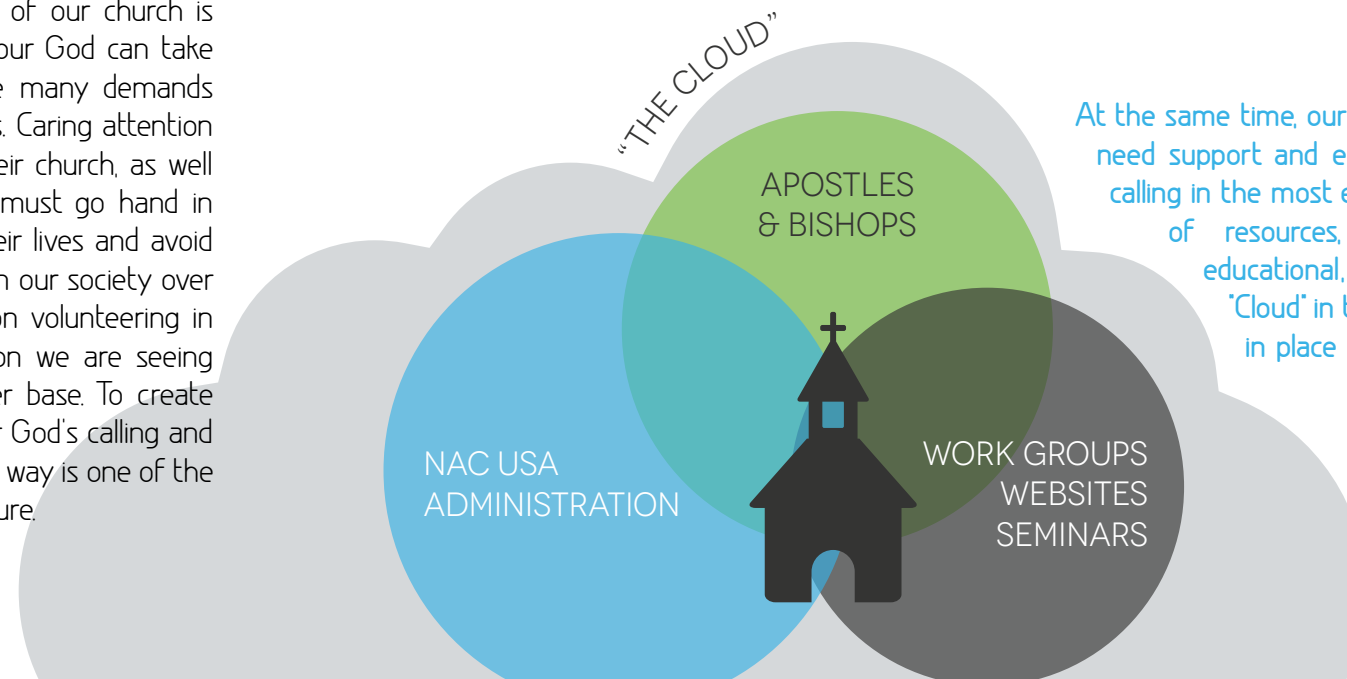 of our church is
our God can take
many demands
Caring attention
eir church, as well
must go hand in
eir lives and avoid
n our society over
on volunteering in
on we are seeing
er base. To create
r God's calling and
way is one of the
ure.
“THE CLOUD”
APOSTLES
& BISHOPS
NAC USA
ADMINISTRATION
WORK GROUPS
WEBSITES
SEMINARS
At the same time, our
need support and e
calling in the most e
of resources,
educational,
"Cloud" in t
in place